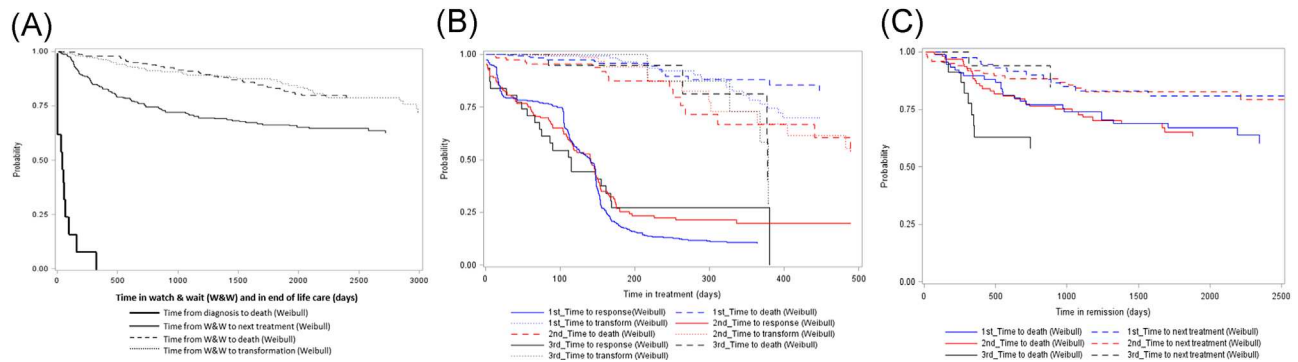 (A)
1.00
0.75
0.50
0.25
0.00
Probability
0 500 1000 1500 2000 2500 3000
Time in watch & wait (W&W) and in end of life care (days)
Time from diagnosis to death (Weibull)
Time from W&W to next treatment (Weibull)
Time from W&W to death (Weibull)
Time from W&W to transformation (Weibull)
(B)
1.00
0.75
0.50
0.25
0.00
Probability
0 100 200 300 400 500
Time in treatment (days)
1st_Time to response(Weibull) 1st_Time to death (Weibull)
1st_Time to transform (Weibull) 2nd_Time to response (Weibull)
2nd_Time to death (Weibull) 2nd_Time to transform (Weibull)
3rd_Time to response (Weibull) 3rd_Time to death (Weibull)
3rd_Time to transform (Weibull)
(C)
1.00
0.75
0.50
0.25
0.00
Probability
0 500 1000 1500 2000 2500
Time in remission (days)
1st_Time to death (Weibull) 1st_Time to next treatment (Weibull)
2nd_Time to death (Weibull) 2nd_Time to next treatment (Weibull)
3rd_Time to death (Weibull) 3rd_Time to next treatment (Weibull)